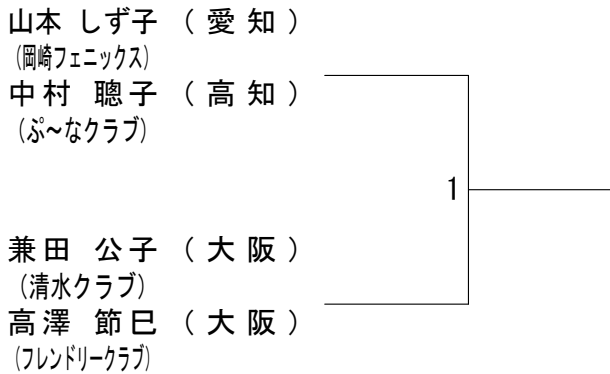 山本 しず子 (愛知)
(岡崎フェニックス)
中村 聰子 (高知)
(ぷ~なクラブ)
1
兼田 公子 (大阪)
(清水クラブ)
高澤 節巳 (大阪)
(フレンドリークラブ)